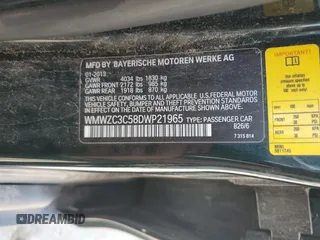 MFD BY BAYERISCHE MOTOREN WERKE AG
01-2013
GVWR 4034 lbs 1830 kg
GAWR FRONT 2172 lbs 985 kg
GAWR REAR 1918 lbs 870 kg
THIS VEHICLE CONFORMS TO ALL APPLICABLE U.S. FEDERAL MOTOR
VEHICLE SAFETY, BUMPER, AND THEFT PREVENTION STANDARDS
IN EFFECT ON THE DATE OF MANUFACTURE SHOWN ABOVE.
WMWZC3C58DWP21965 TYPE: PASSENGER CAR
B26/6
7 315 814
IMPORTANT!
DREAMBID